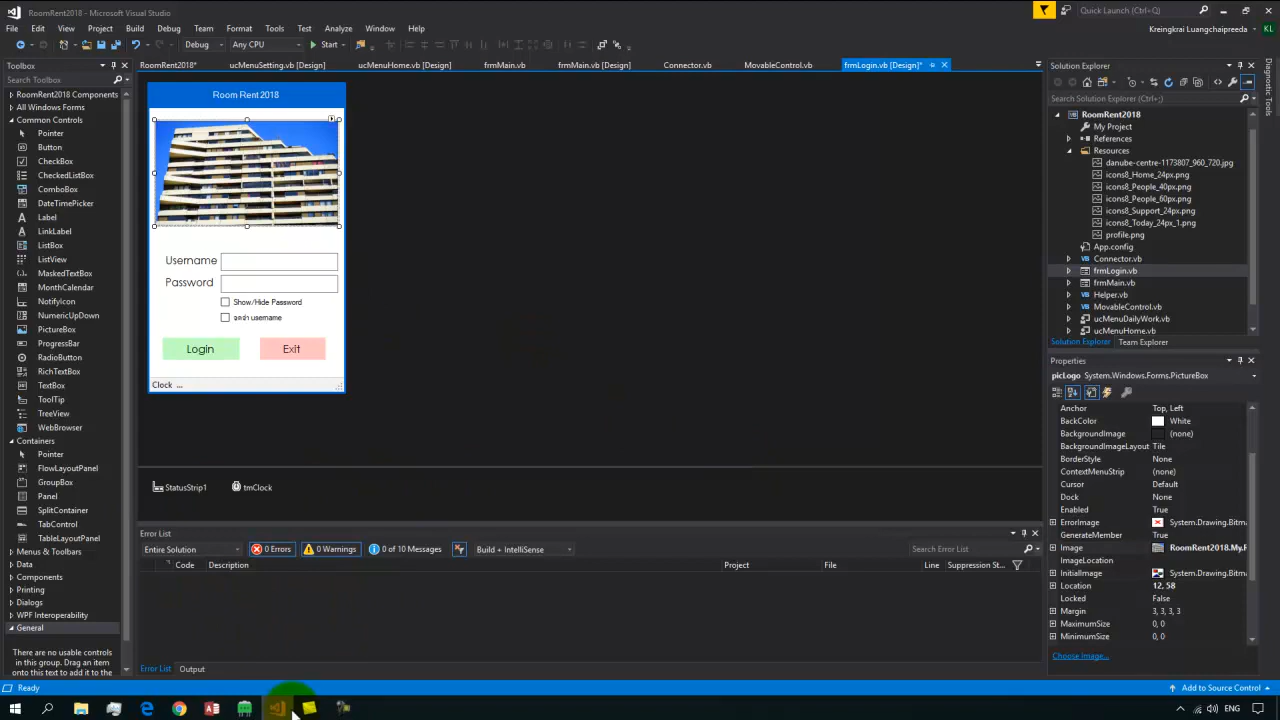 RoomRent2018 - Microsoft Visual Studio
Quick Launch (Ctrl+Q)
File Edit View Project Build Debug Team Format Tools Test Analyze Window Help
Kreingkrai Luangchaipreeda KL
Debug Any CPU Start
Toolbox
Search Toolbox
RoomRent2018 Components
All Windows Forms
Common Controls
Pointer
Button
CheckBox
CheckedListBox
ComboBox
DateTimePicker
Label
LinkLabel
ListBox
ListView
MaskedTextBox
MonthCalendar
NotifyIcon
NumericUpDown
PictureBox
ProgressBar
RadioButton
RichTextBox
TextBox
ToolTip
TreeView
WebBrowser
Containers
Pointer
FlowLayoutPanel
GroupBox
Panel
SplitContainer
TabControl
TableLayoutPanel
Menus & Toolbars
Data
Components
Printing
Dialogs
WPF Interoperability
General
There are no usable controls
in this group. Drag an item
onto this text to add it to the
RoomRent2018* ucMenuSetting.vb [Design] ucMenuHome.vb [Design] frmMain.vb frmMain.vb [Design] Connector.vb MovableControl.vb frmLogin.vb [Design]*
Room Rent 2018
Username
Password
Show/Hide Password
จดจำ username
Login Exit
Clock ...
StatusStrip1 tmClock
Error List
Entire Solution 0 Errors 0 Warnings 0 of 10 Messages Build + IntelliSense Search Error List
Code Description Project File Line Suppression St...
Error List Output
Solution Explorer
Search Solution Explorer (Ctrl+;)
RoomRent2018
My Project
References
Resources
danube-centre-1173807_960_720.jpg
icons8_Home_24px.png
icons8_People_40px.png
icons8_People_60px.png
icons8_Support_24px.png
icons8_Today_24px_1.png
profile.png
App.config
Connector.vb
frmLogin.vb
frmMain.vb
Helper.vb
MovableControl.vb
ucMenuDailyWork.vb
ucMenuHome.vb
Solution Explorer Team Explorer
Properties
picLogo System.Windows.Forms.PictureBox
Anchor Top, Left
BackColor White
BackgroundImage (none)
BackgroundImageLayout Tile
BorderStyle None
ContextMenuStrip (none)
Cursor Default
Dock None
Enabled True
ErrorImage System.Drawing.Bitm
GenerateMember True
Image RoomRent2018.My.R
ImageLocation
InitialImage System.Drawing.Bitm
Location 12, 58
Locked False
Margin 3, 3, 3, 3
MaximumSize 0, 0
MinimumSize 0, 0
Choose Image...
Diagnostic Tools
Ready
Add to Source Control
ENG